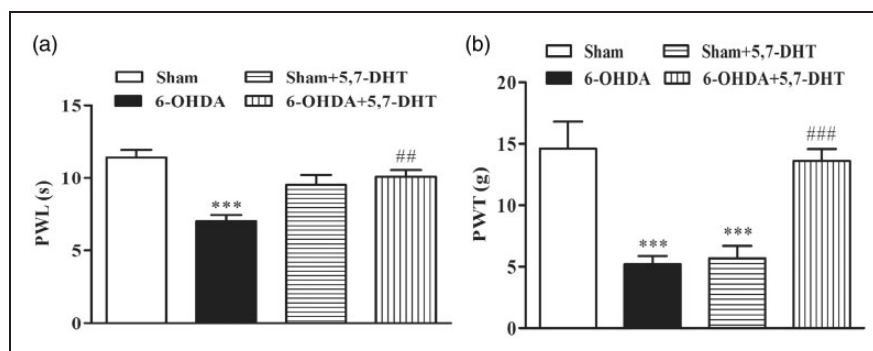 (a)
Sham
Sham+5,7-DHT
6-OHDA
6-OHDA+5,7-DHT
15
10
5
0
PWL (s)
***
##
(b)
Sham
Sham+5,7-DHT
6-OHDA
6-OHDA+5,7-DHT
20
15
10
5
0
PWT (g)
***
***
###